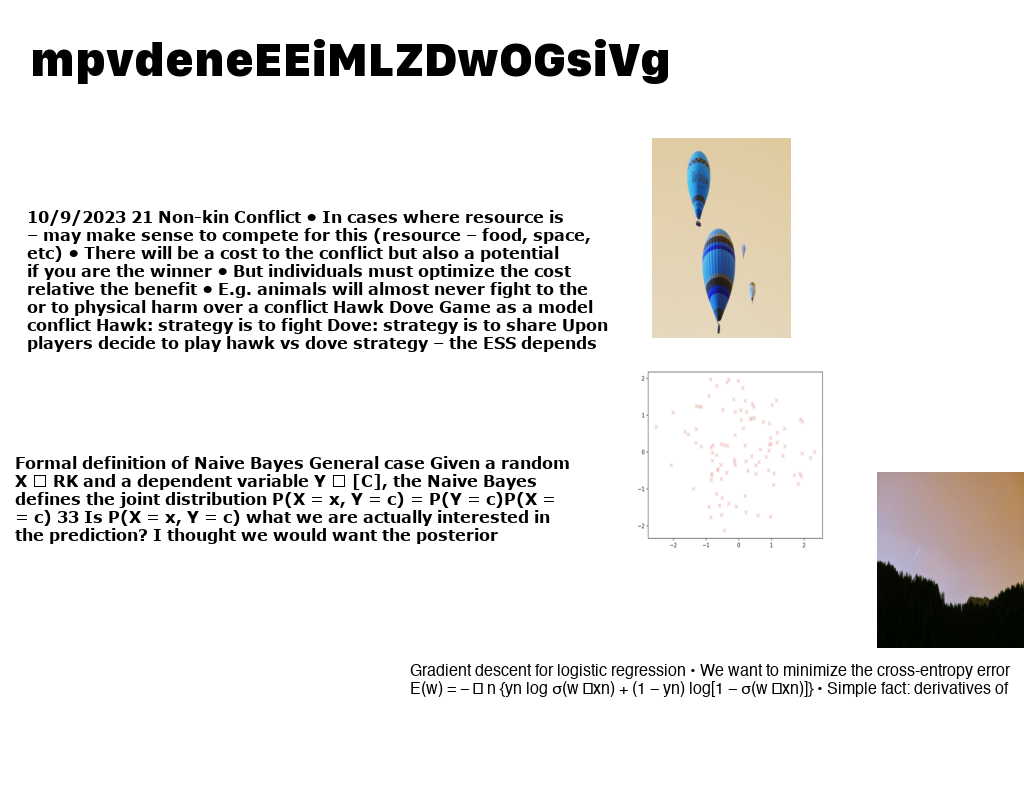 mpvdeneEEiMLZDwOGsiVg
10/9/2023 21 Non-kin Conflict • In cases where resource is
– may make sense to compete for this (resource – food, space,
etc) • There will be a cost to the conflict but also a potential
if you are the winner • But individuals must optimize the cost
relative the benefit • E.g. animals will almost never fight to the
or to physical harm over a conflict Hawk Dove Game as a model
conflict Hawk: strategy is to fight Dove: strategy is to share Upon
players decide to play hawk vs dove strategy – the ESS depends
2
1
0
−1
−2
−2 −1 0 1 2
Formal definition of Naive Bayes General case Given a random
X □ RK and a dependent variable Y □ [C], the Naive Bayes
defines the joint distribution P(X = x, Y = c) = P(Y = c)P(X =
= c) 33 Is P(X = x, Y = c) what we are actually interested in
the prediction? I thought we would want the posterior
Gradient descent for logistic regression • We want to minimize the cross-entropy error
E(w) = – □ n {yn log σ(w □xn) + (1 – yn) log[1 – σ(w □xn)]} • Simple fact: derivatives of